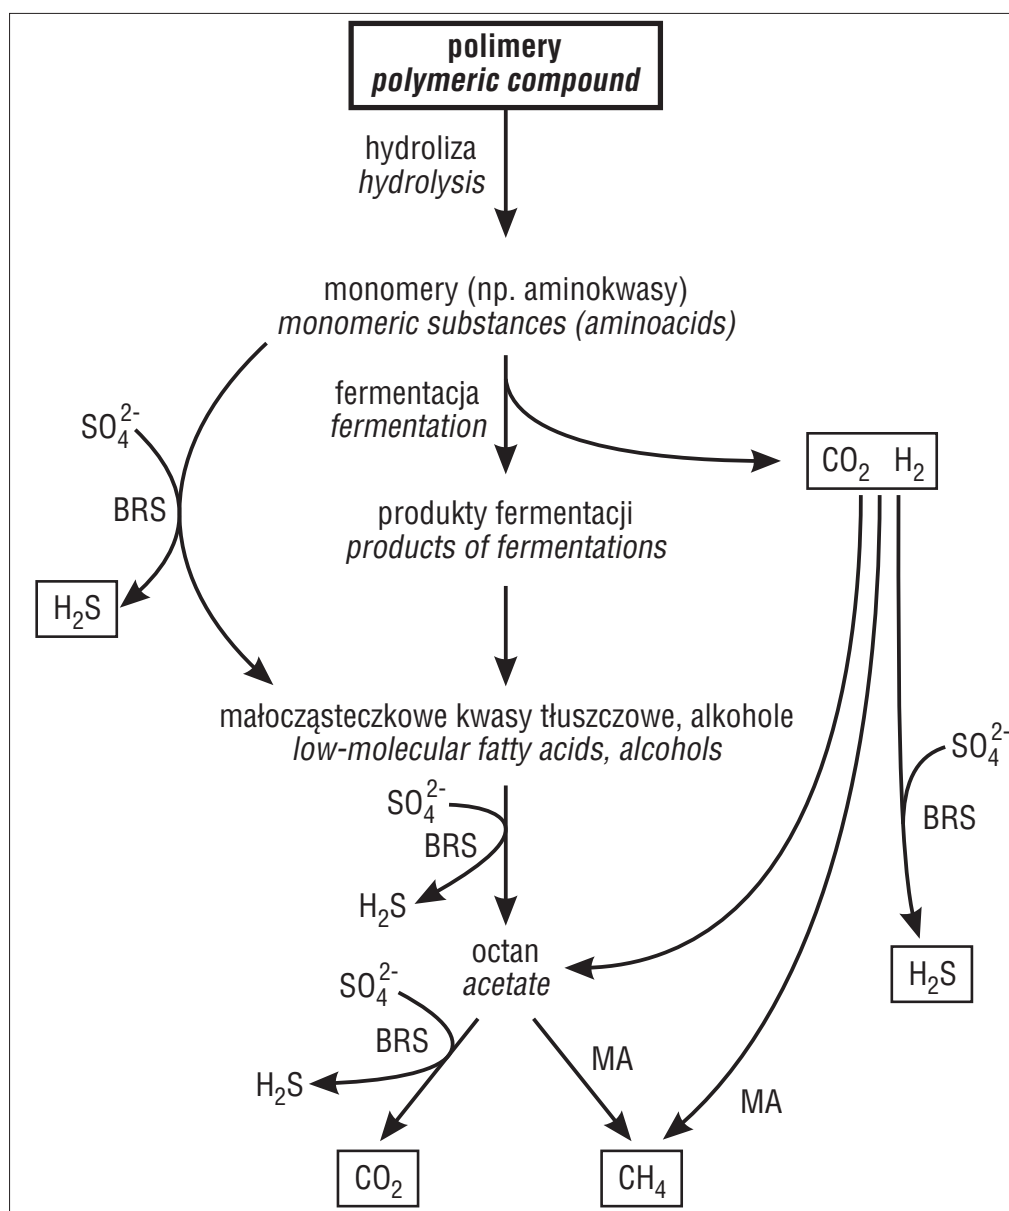 polimery
polymeric compound
hydroliza
hydrolysis
monomery (np. aminokwasy)
monomeric substances (aminoacids)
fermentacja
fermentation
SO₄²⁻
CO₂ H₂
BRS
produkty fermentacji
products of fermentations
H₂S
małocząsteczkowe kwasy tłuszczowe, alkohole
low-molecular fatty acids, alcohols
SO₄²⁻
SO₄²⁻
BRS
BRS
H₂S
octan
acetate
H₂S
SO₄²⁻
BRS
MA
H₂S
MA
CO₂
CH₄